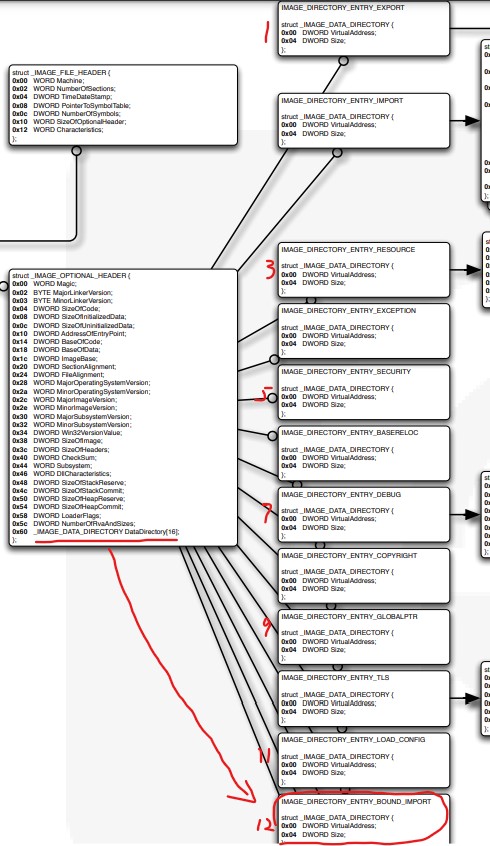 1
IMAGE_DIRECTORY_ENTRY_EXPORT
struct _IMAGE_DATA_DIRECTORY {
0x00 DWORD VirtualAddress;
0x04 DWORD Size;
};
struct _IMAGE_FILE_HEADER {
0x00 WORD Machine;
0x02 WORD NumberOfSections;
0x04 DWORD TimeDateStamp;
0x08 DWORD PointerToSymbolTable;
0x0c DWORD NumberOfSymbols;
0x10 WORD SizeOfOptionalHeader;
0x12 WORD Characteristics;
};
IMAGE_DIRECTORY_ENTRY_IMPORT
struct _IMAGE_DATA_DIRECTORY {
0x00 DWORD VirtualAddress;
0x04 DWORD Size;
};
struct _IMAGE_OPTIONAL_HEADER {
0x00 WORD Magic;
0x02 BYTE MajorLinkerVersion;
0x03 BYTE MinorLinkerVersion;
0x04 DWORD SizeOfCode;
0x08 DWORD SizeOfInitializedData;
0x0c DWORD SizeOfUninitializedData;
0x10 DWORD AddressOfEntryPoint;
0x14 DWORD BaseOfCode;
0x18 DWORD BaseOfData;
0x1c DWORD ImageBase;
0x20 DWORD SectionAlignment;
0x24 DWORD FileAlignment;
0x28 WORD MajorOperatingSystemVersion;
0x2a WORD MinorOperatingSystemVersion;
0x2c WORD MajorImageVersion;
0x2e WORD MinorImageVersion;
0x30 WORD MajorSubsystemVersion;
0x32 WORD MinorSubsystemVersion;
0x34 DWORD Win32VersionValue;
0x38 DWORD SizeOfImage;
0x3c DWORD SizeOfHeaders;
0x40 DWORD CheckSum;
0x44 WORD Subsystem;
0x46 WORD DllCharacteristics;
0x48 DWORD SizeOfStackReserve;
0x4c DWORD SizeOfStackCommit;
0x50 DWORD SizeOfHeapReserve;
0x54 DWORD SizeOfHeapCommit;
0x58 DWORD LoaderFlags;
0x5c DWORD NumberOfRvaAndSizes;
0x60 _IMAGE_DATA_DIRECTORY DataDirectory[16];
};
3
IMAGE_DIRECTORY_ENTRY_RESOURCE
struct _IMAGE_DATA_DIRECTORY {
0x00 DWORD VirtualAddress;
0x04 DWORD Size;
};
IMAGE_DIRECTORY_ENTRY_EXCEPTION
struct _IMAGE_DATA_DIRECTORY {
0x00 DWORD VirtualAddress;
0x04 DWORD Size;
};
5
IMAGE_DIRECTORY_ENTRY_SECURITY
struct _IMAGE_DATA_DIRECTORY {
0x00 DWORD VirtualAddress;
0x04 DWORD Size;
};
IMAGE_DIRECTORY_ENTRY_BASERELOC
struct _IMAGE_DATA_DIRECTORY {
0x00 DWORD VirtualAddress;
0x04 DWORD Size;
};
7
IMAGE_DIRECTORY_ENTRY_DEBUG
struct _IMAGE_DATA_DIRECTORY {
0x00 DWORD VirtualAddress;
0x04 DWORD Size;
};
IMAGE_DIRECTORY_ENTRY_COPYRIGHT
struct _IMAGE_DATA_DIRECTORY {
0x00 DWORD VirtualAddress;
0x04 DWORD Size;
};
9
IMAGE_DIRECTORY_ENTRY_GLOBALPTR
struct _IMAGE_DATA_DIRECTORY {
0x00 DWORD VirtualAddress;
0x04 DWORD Size;
};
IMAGE_DIRECTORY_ENTRY_TLS
struct _IMAGE_DATA_DIRECTORY {
0x00 DWORD VirtualAddress;
0x04 DWORD Size;
};
11
IMAGE_DIRECTORY_ENTRY_LOAD_CONFIG
struct _IMAGE_DATA_DIRECTORY {
0x00 DWORD VirtualAddress;
0x04 DWORD Size;
};
12
IMAGE_DIRECTORY_ENTRY_BOUND_IMPORT
struct _IMAGE_DATA_DIRECTORY {
0x00 DWORD VirtualAddress;
0x04 DWORD Size;